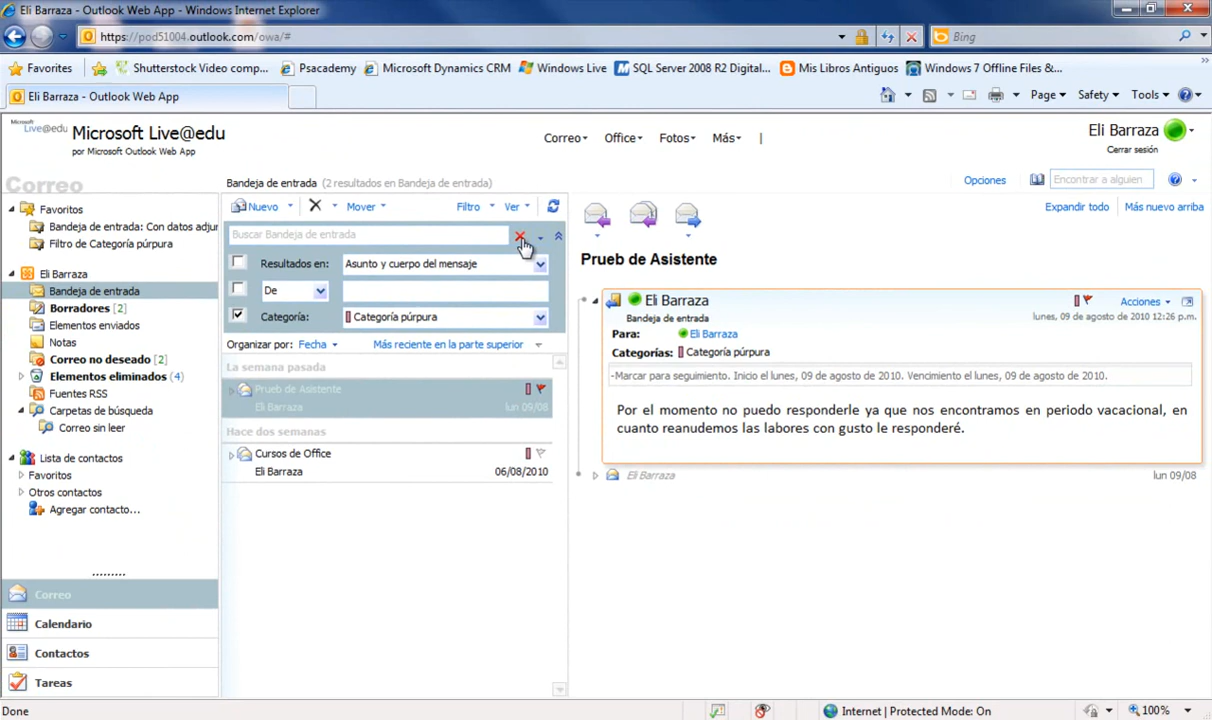 Eli Barraza - Outlook Web App - Windows Internet Explorer
https://pod51004.outlook.com/owa/#
Bing
Favorites
Shutterstock Video comp...
Psacademy
Microsoft Dynamics CRM
Windows Live
SQL Server 2008 R2 Digital...
Mis Libros Antiguos
Windows 7 Offline Files &...
Eli Barraza - Outlook Web App
Page
Safety
Tools
Microsoft Live@edu
Microsoft Live@edu
por Microsoft Outlook Web App
Correo
Office
Fotos
Más
Eli Barraza
Cerrar sesión
Correo
Bandeja de entrada (2 resultados en Bandeja de entrada)
Opciones
Encontrar a alguien
Favoritos
Bandeja de entrada: Con datos adjun
Filtro de Categoría púrpura
Eli Barraza
Bandeja de entrada
Borradores [2]
Elementos enviados
Notas
Correo no deseado [2]
Elementos eliminados (4)
Fuentes RSS
Carpetas de búsqueda
Correo sin leer
Lista de contactos
Favoritos
Otros contactos
Agregar contacto...
Correo
Calendario
Contactos
Tareas
Nuevo
Mover
Filtro
Ver
Buscar Bandeja de entrada
Resultados en:
Asunto y cuerpo del mensaje
De
Categoría:
Categoría púrpura
Organizar por: Fecha
Más reciente en la parte superior
La semana pasada
Prueb de Asistente
Eli Barraza
lun 09/08
Hace dos semanas
Cursos de Office
Eli Barraza
06/08/2010
Expandir todo
Más nuevo arriba
Prueb de Asistente
Eli Barraza
Acciones
Bandeja de entrada
lunes, 09 de agosto de 2010 12:26 p.m.
Para: Eli Barraza
Categorías: Categoría púrpura
-Marcar para seguimiento. Inicio el lunes, 09 de agosto de 2010. Vencimiento el lunes, 09 de agosto de 2010.
Por el momento no puedo responderle ya que nos encontramos en periodo vacacional, en
cuanto reanudemos las labores con gusto le responderé.
Eli Barraza
lun 09/08
Done
Internet | Protected Mode: On
100%